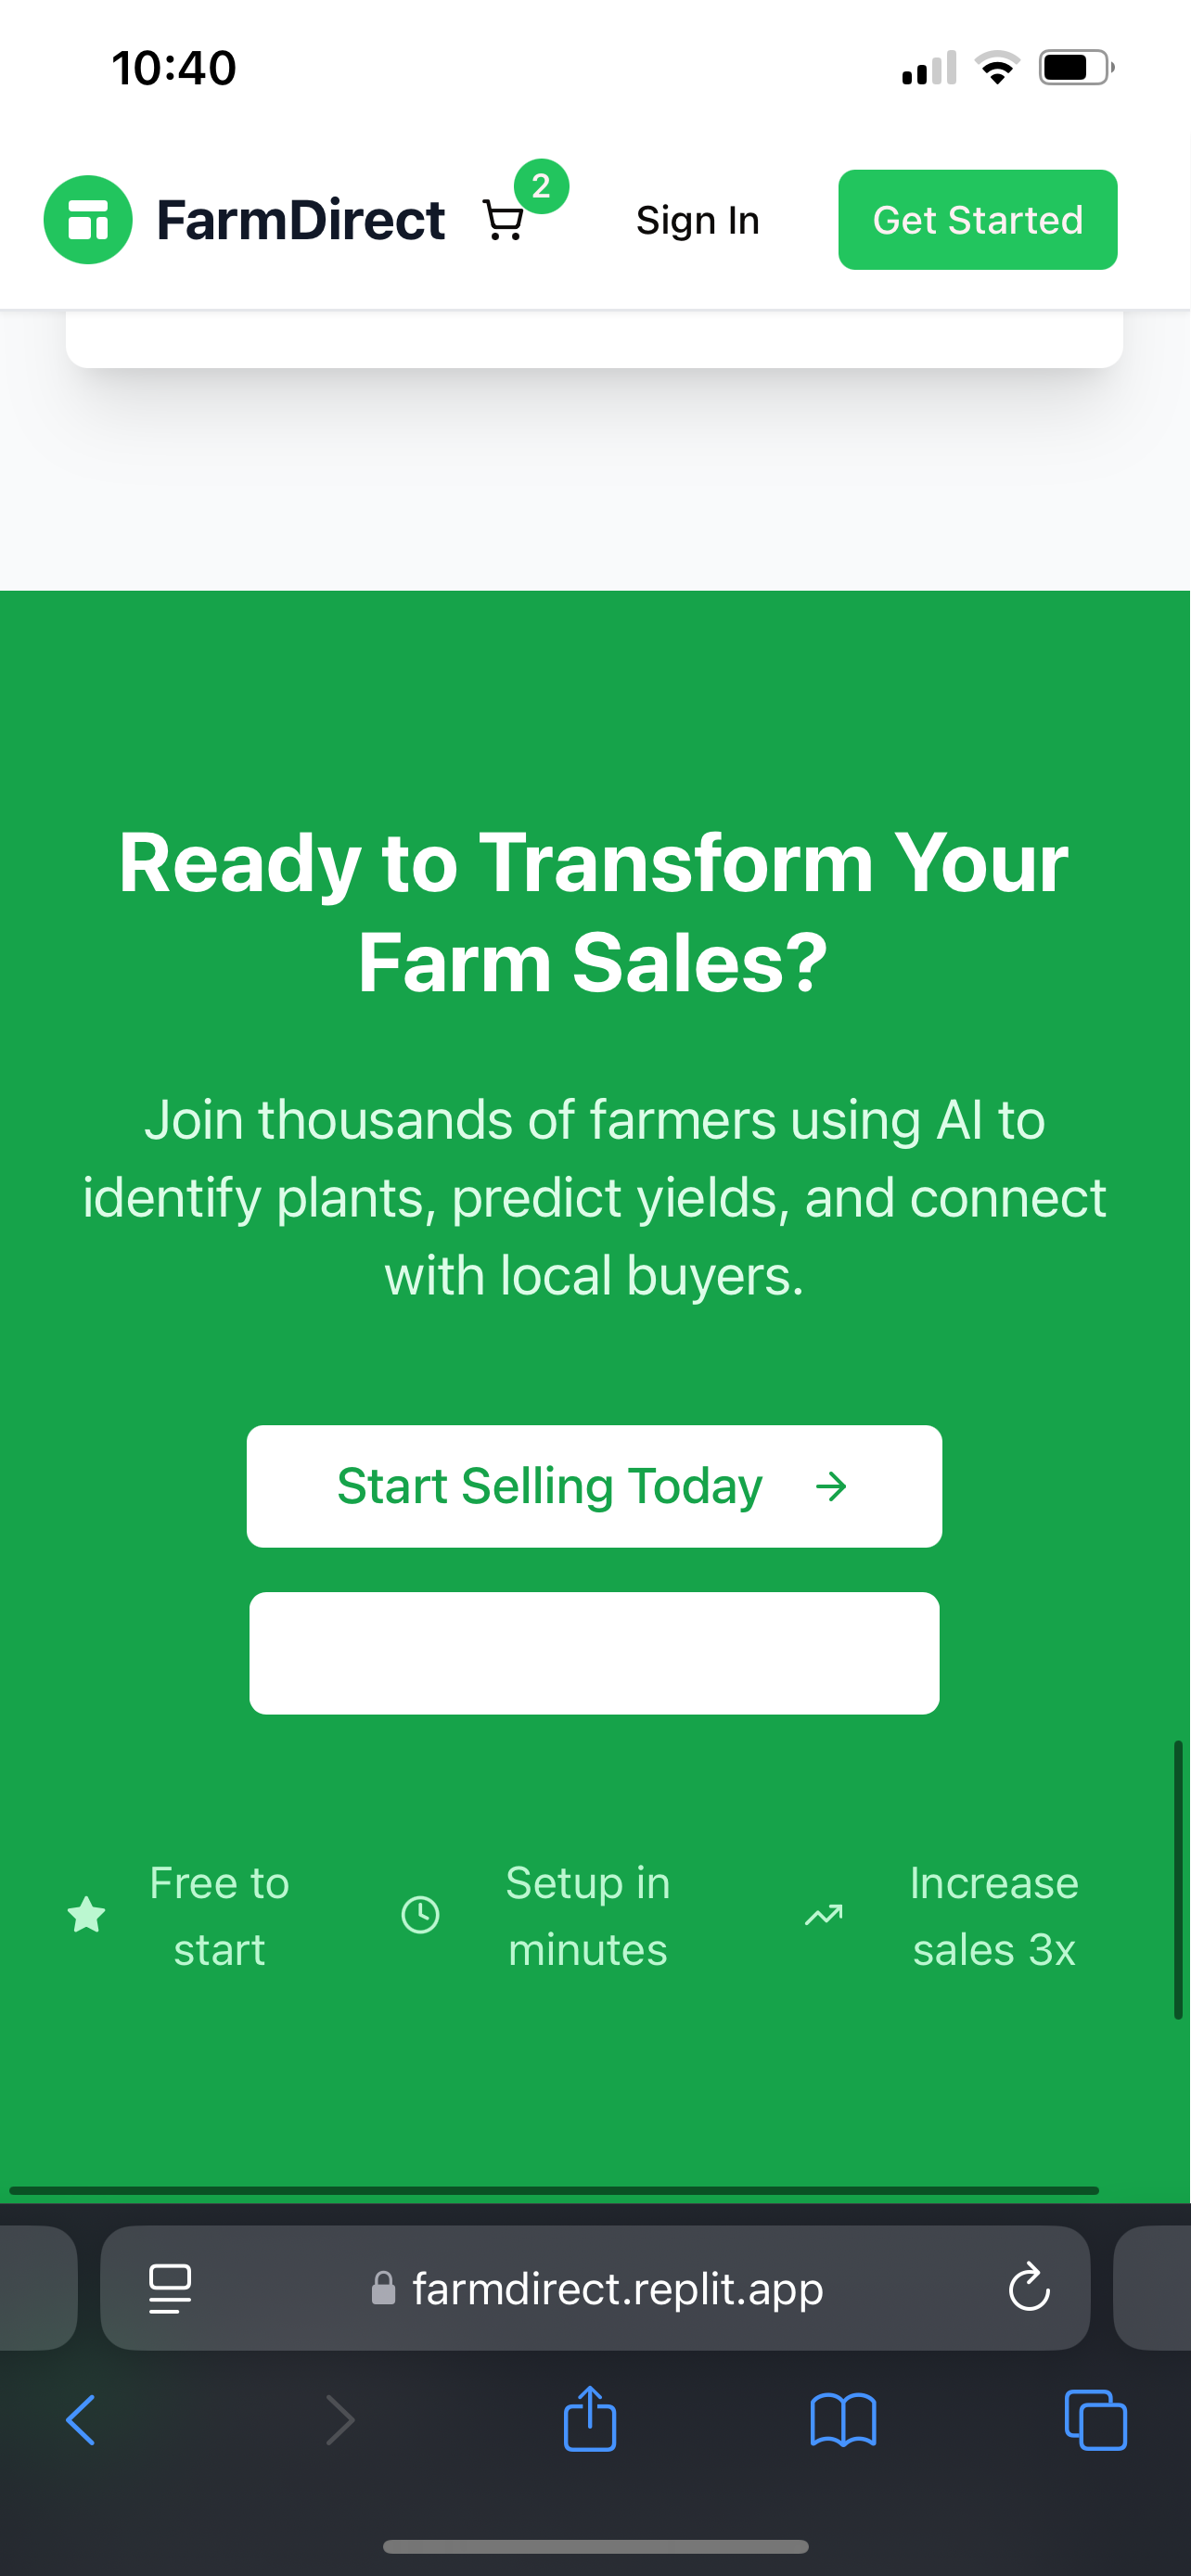 10:40
FarmDirect
2
Sign In
Get Started
Ready to Transform Your
Farm Sales?
Join thousands of farmers using AI to
identify plants, predict yields, and connect
with local buyers.
Start Selling Today
Free to
start
Setup in
minutes
Increase
sales 3x
farmdirect.replit.app